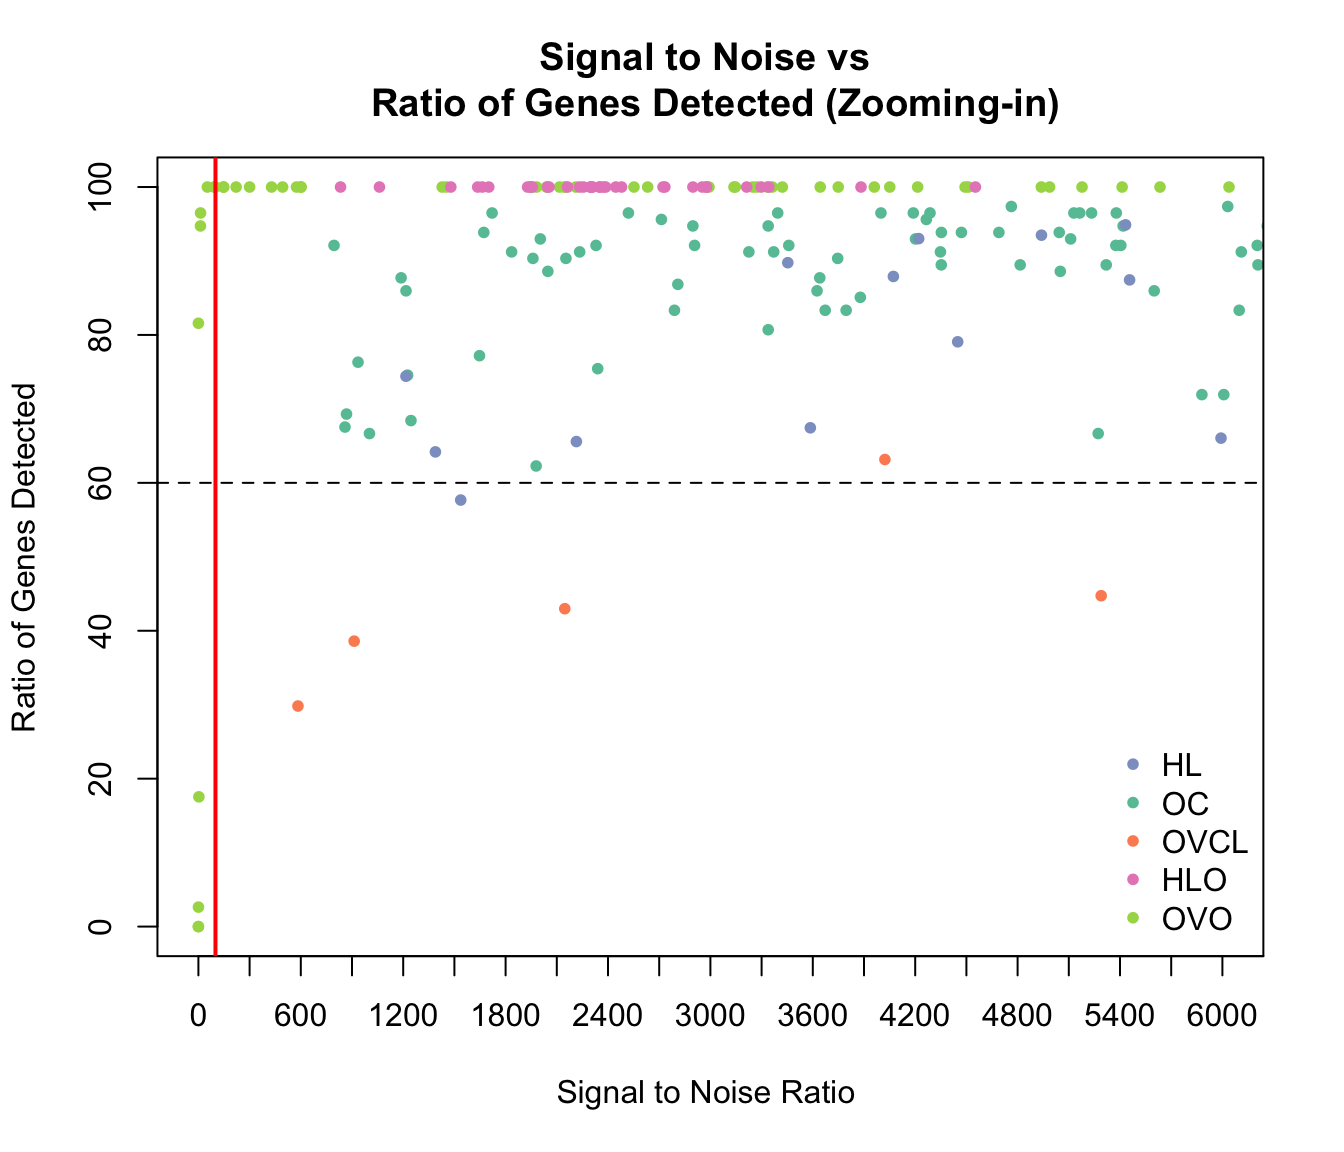 Signal to Noise vs
Ratio of Genes Detected (Zooming-in)
Ratio of Genes Detected
100
80
60
40
20
0
HL
OC
OVCL
HLO
OVO
0 600 1200 1800 2400 3000 3600 4200 4800 5400 6000
Signal to Noise Ratio